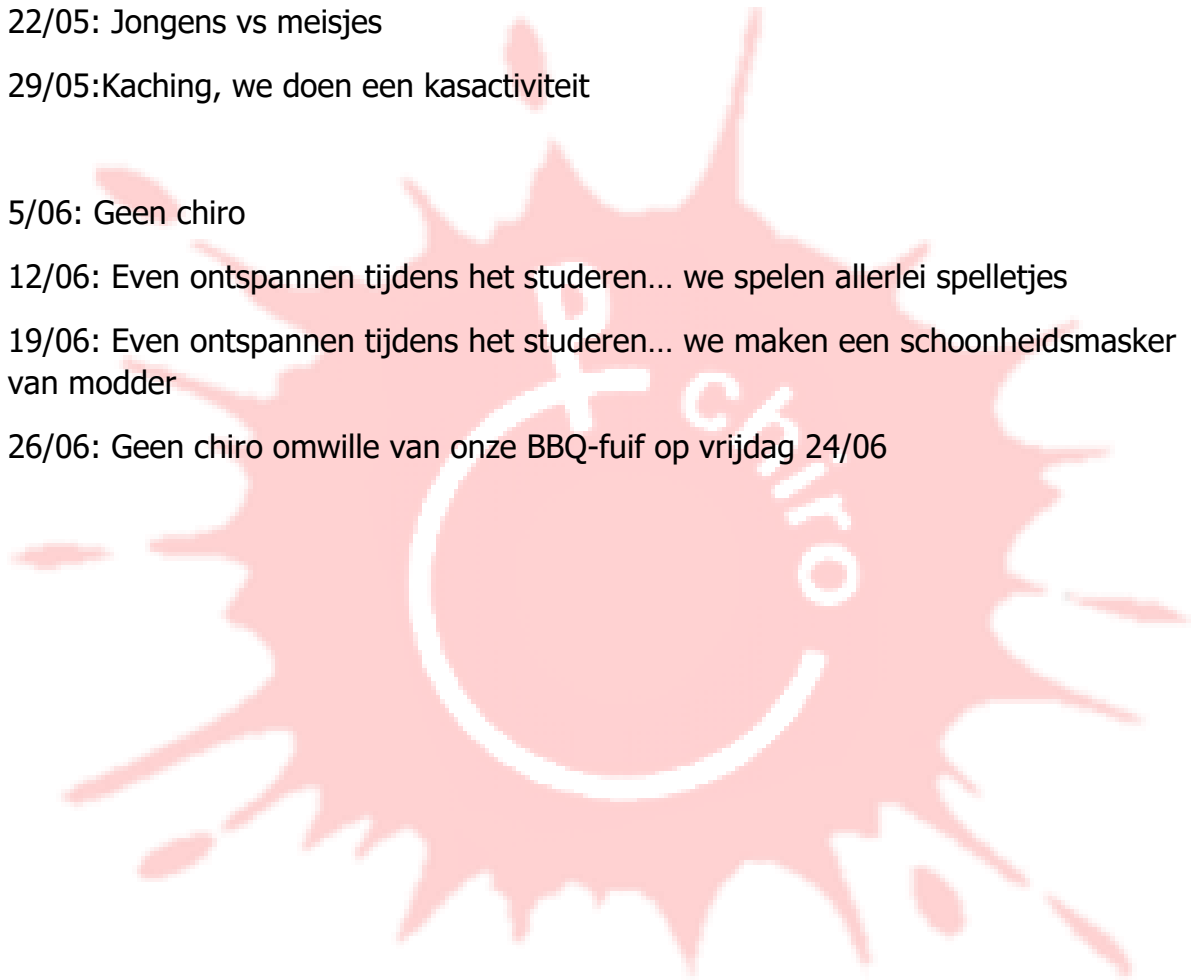 22/05: Jongens vs meisjes
29/05:Kaching, we doen een kasactiviteit
5/06: Geen chiro
12/06: Even ontspannen tijdens het studeren… we spelen allerlei spelletjes
19/06: Even ontspannen tijdens het studeren… we maken een schoonheidsmasker
van modder
26/06: Geen chiro omwille van onze BBQ-fuif op vrijdag 24/06
chiro